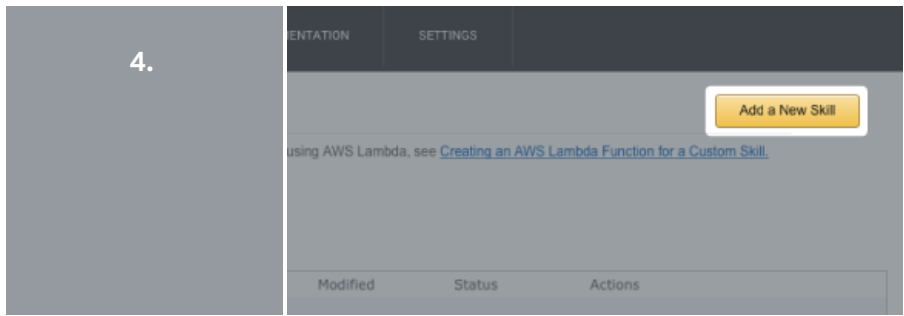 4.
ENTATION SETTINGS
Add a New Skill
using AWS Lambda, see Creating an AWS Lambda Function for a Custom Skill.
Modified Status Actions